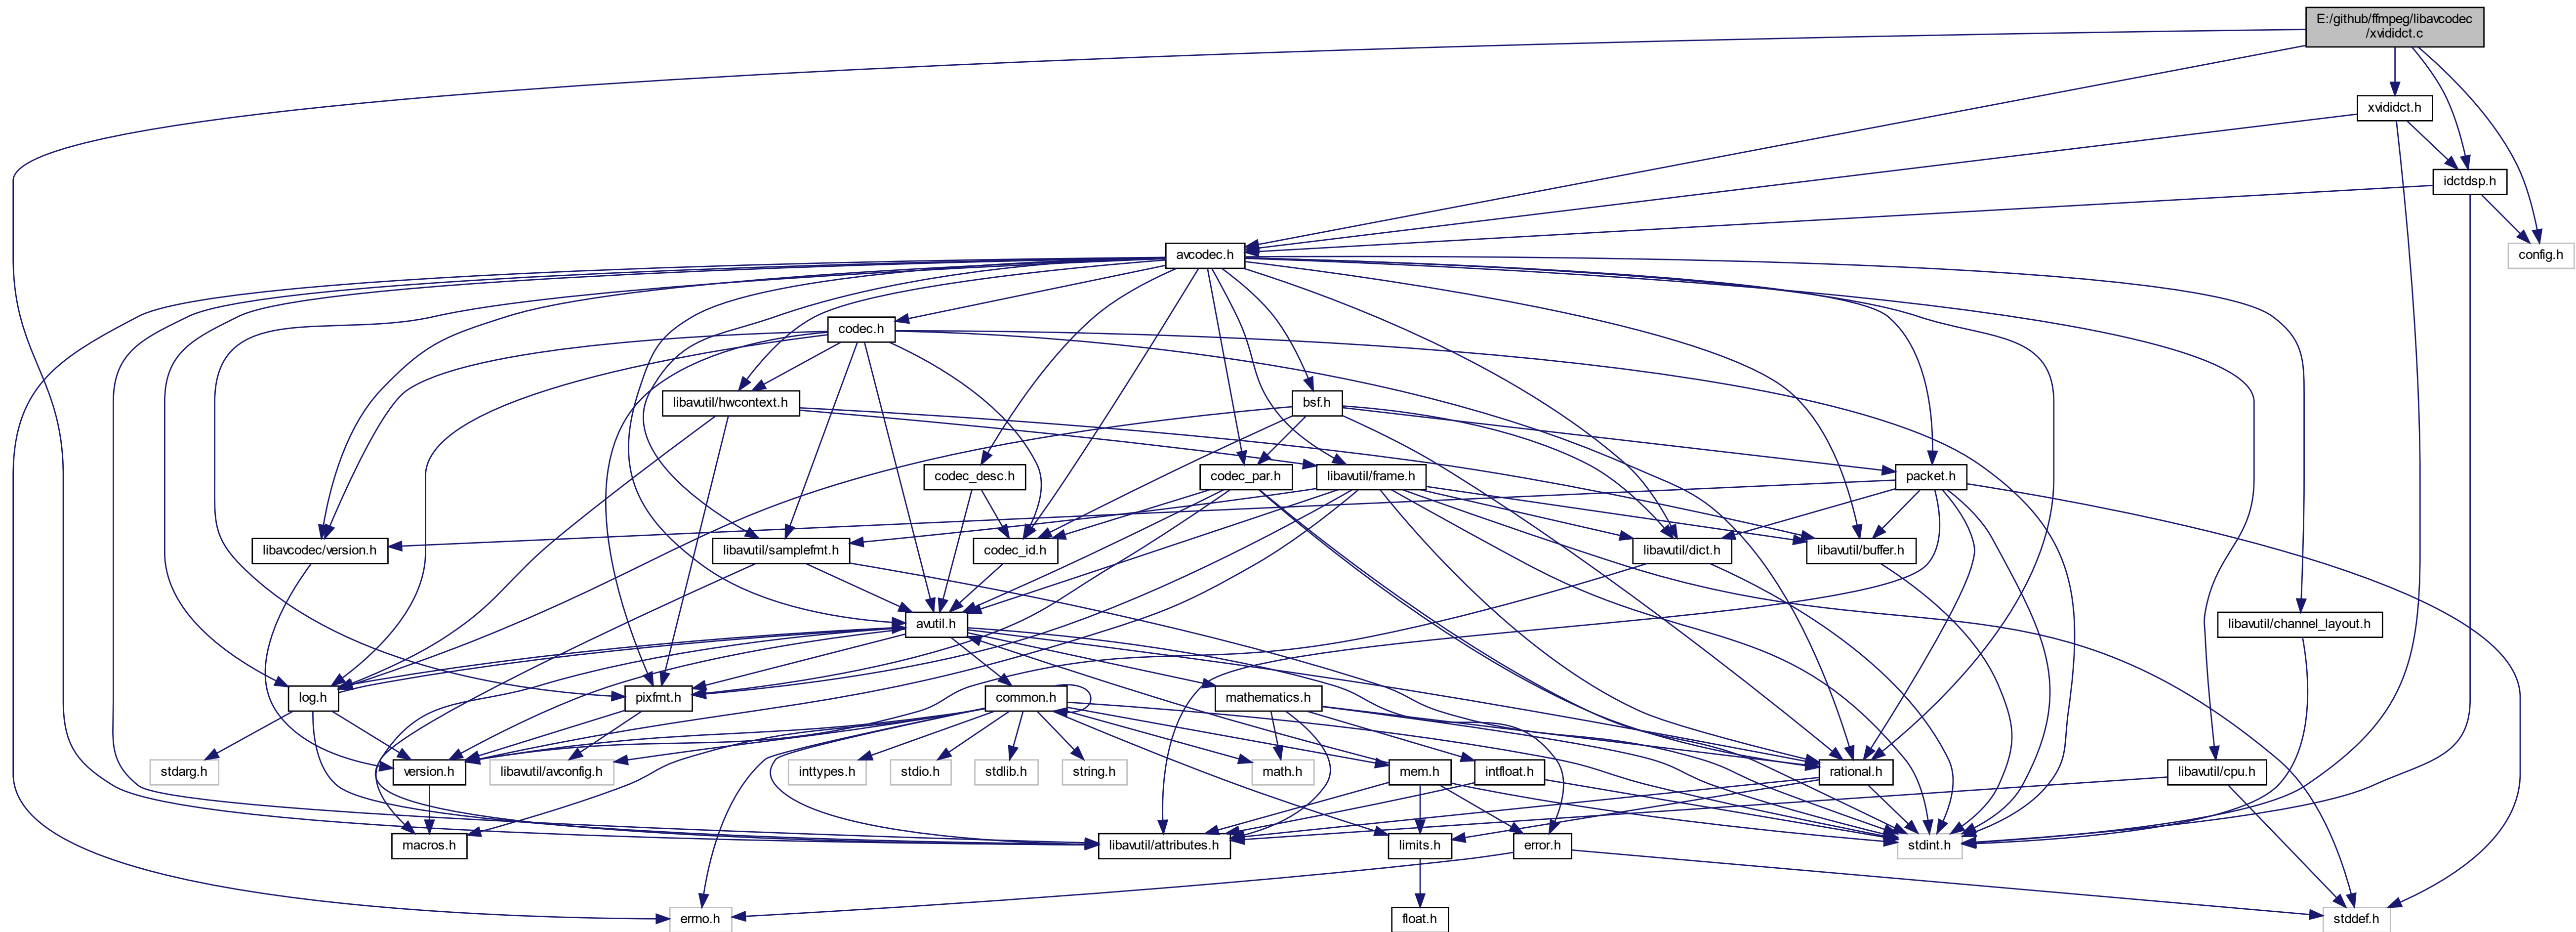 E:/github/ffmpeg/libavcodec
/xvididct.c
xvididct.h
idctdsp.h
avcodec.h
config.h
codec.h
libavutil/hwcontext.h
bsf.h
codec_desc.h
codec_par.h
libavutil/frame.h
packet.h
libavcodec/version.h
libavutil/samplefmt.h
codec_id.h
libavutil/dict.h
libavutil/buffer.h
avutil.h
libavutil/channel_layout.h
log.h
pixfmt.h
common.h
mathematics.h
stdarg.h
version.h
libavutil/avconfig.h
inttypes.h
stdio.h
stdlib.h
string.h
math.h
mem.h
intfloat.h
rational.h
libavutil/cpu.h
macros.h
libavutil/attributes.h
limits.h
error.h
stdint.h
errno.h
float.h
stddef.h